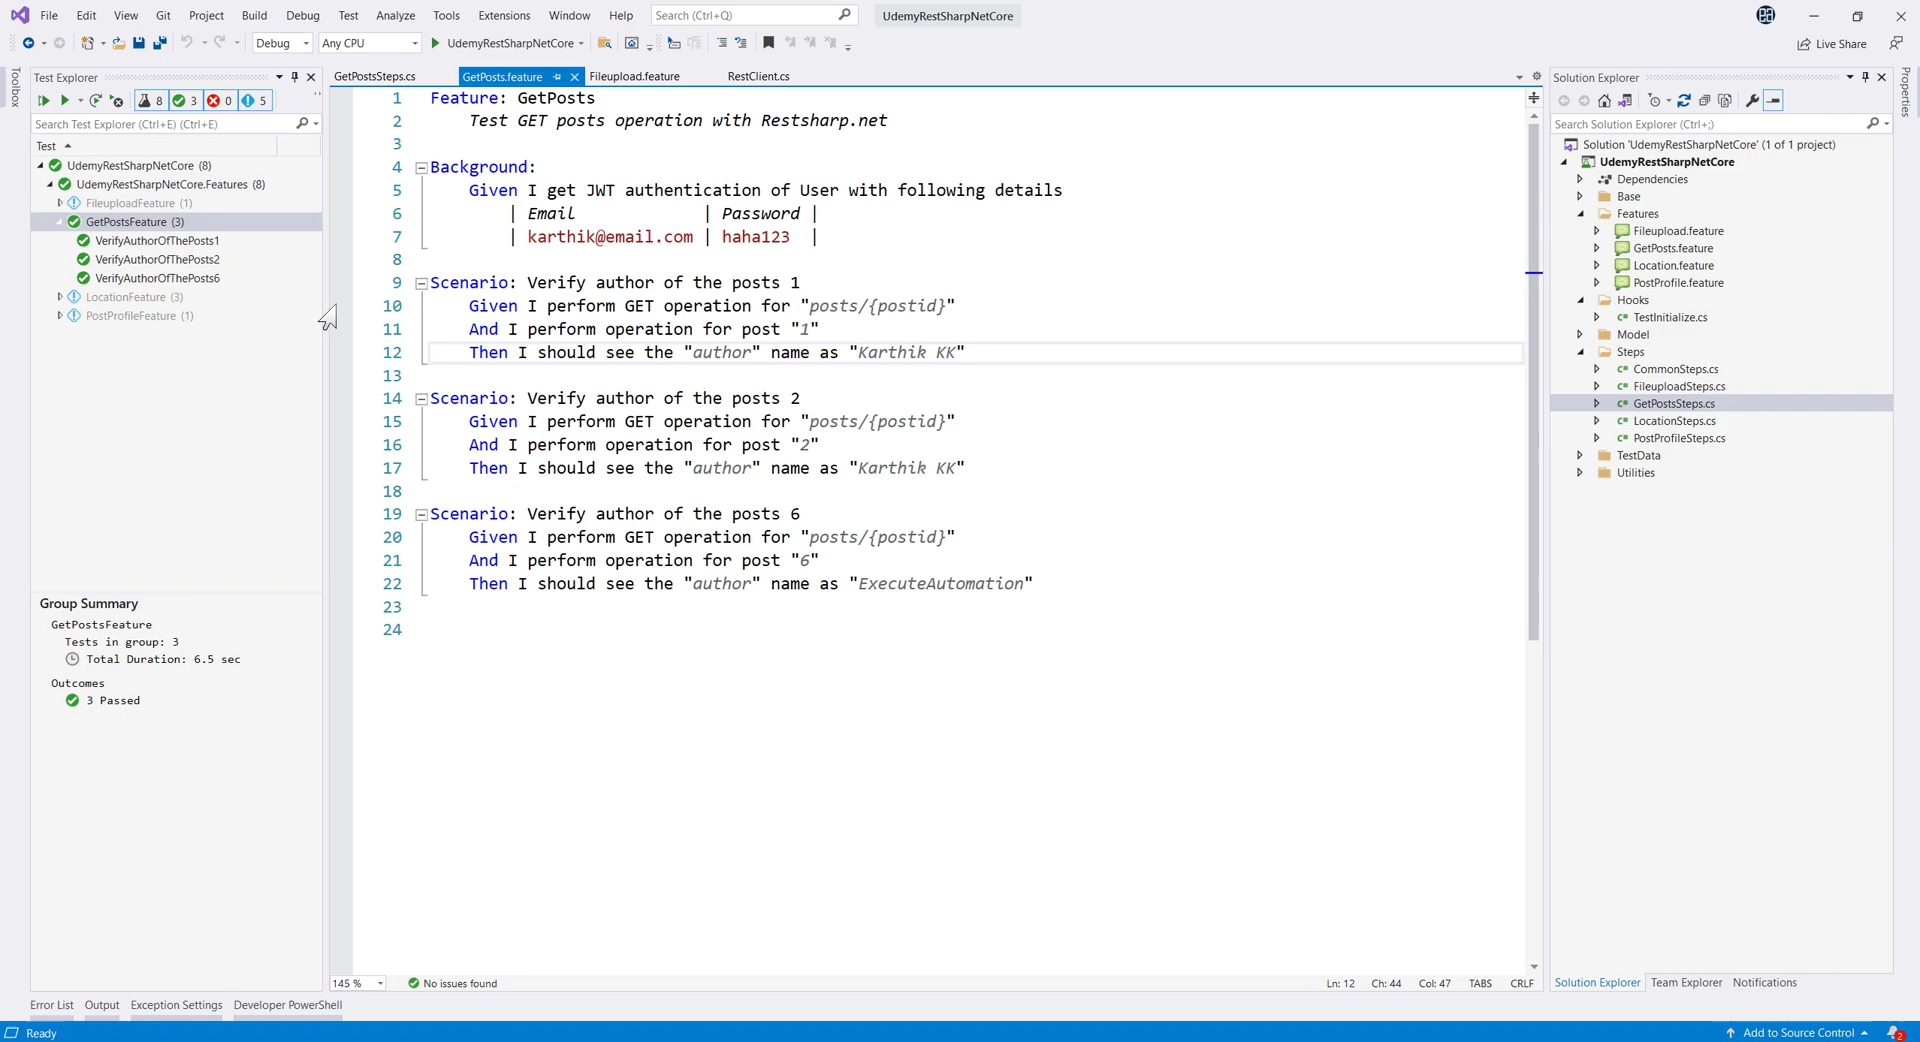 File Edit View Git Project Build Debug Test Analyze Tools Extensions Window Help Search (Ctrl+Q) UdemyRestSharpNetCore
Debug Any CPU UdemyRestSharpNetCore Live Share
Toolbox
Test Explorer
8 3 0 5
Search Test Explorer (Ctrl+E) (Ctrl+E)
Test
UdemyRestSharpNetCore (8)
UdemyRestSharpNetCore.Features (8)
FileuploadFeature (1)
GetPostsFeature (3)
VerifyAuthorOfThePosts1
VerifyAuthorOfThePosts2
VerifyAuthorOfThePosts6
LocationFeature (3)
PostProfileFeature (1)
Group Summary
GetPostsFeature
Tests in group: 3
Total Duration: 6.5 sec
Outcomes
3 Passed
GetPostsSteps.cs GetPosts.feature Fileupload.feature RestClient.cs
1 Feature: GetPosts
2 Test GET posts operation with Restsharp.net
3
4 Background:
5 Given I get JWT authentication of User with following details
6 | Email | Password |
7 | karthik@email.com | haha123 |
8
9 Scenario: Verify author of the posts 1
10 Given I perform GET operation for "posts/{postid}"
11 And I perform operation for post "1"
12 Then I should see the "author" name as "Karthik KK"
13
14 Scenario: Verify author of the posts 2
15 Given I perform GET operation for "posts/{postid}"
16 And I perform operation for post "2"
17 Then I should see the "author" name as "Karthik KK"
18
19 Scenario: Verify author of the posts 6
20 Given I perform GET operation for "posts/{postid}"
21 And I perform operation for post "6"
22 Then I should see the "author" name as "ExecuteAutomation"
23
24
145 % No issues found Ln: 12 Ch: 44 Col: 47 TABS CRLF
Solution Explorer
Search Solution Explorer (Ctrl+;)
Solution 'UdemyRestSharpNetCore' (1 of 1 project)
UdemyRestSharpNetCore
Dependencies
Base
Features
Fileupload.feature
GetPosts.feature
Location.feature
PostProfile.feature
Hooks
TestInitialize.cs
Model
Steps
CommonSteps.cs
FileuploadSteps.cs
GetPostsSteps.cs
LocationSteps.cs
PostProfileSteps.cs
TestData
Utilities
Solution Explorer Team Explorer Notifications
Properties
Error List Output Exception Settings Developer PowerShell
Ready Add to Source Control 2